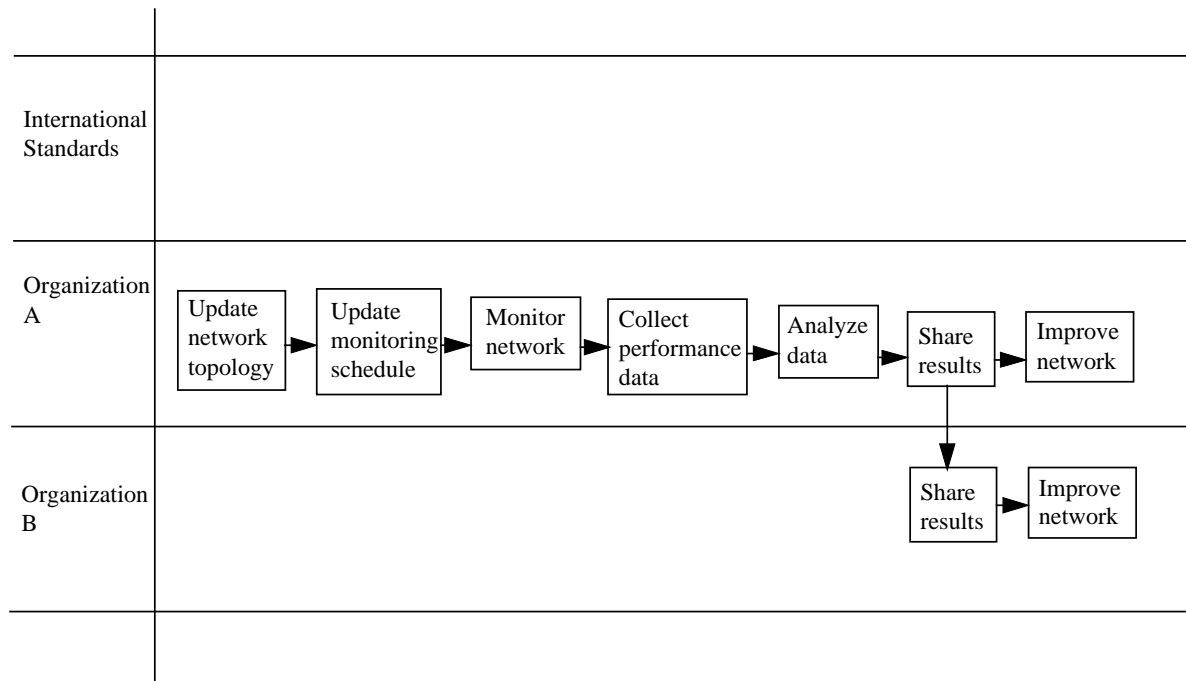 International
Standards
Organization
A
Update
network
topology
Update
monitoring
schedule
Monitor
network
Collect
performance
data
Analyze
data
Share
results
Improve
network
Organization
B
Share
results
Improve
network